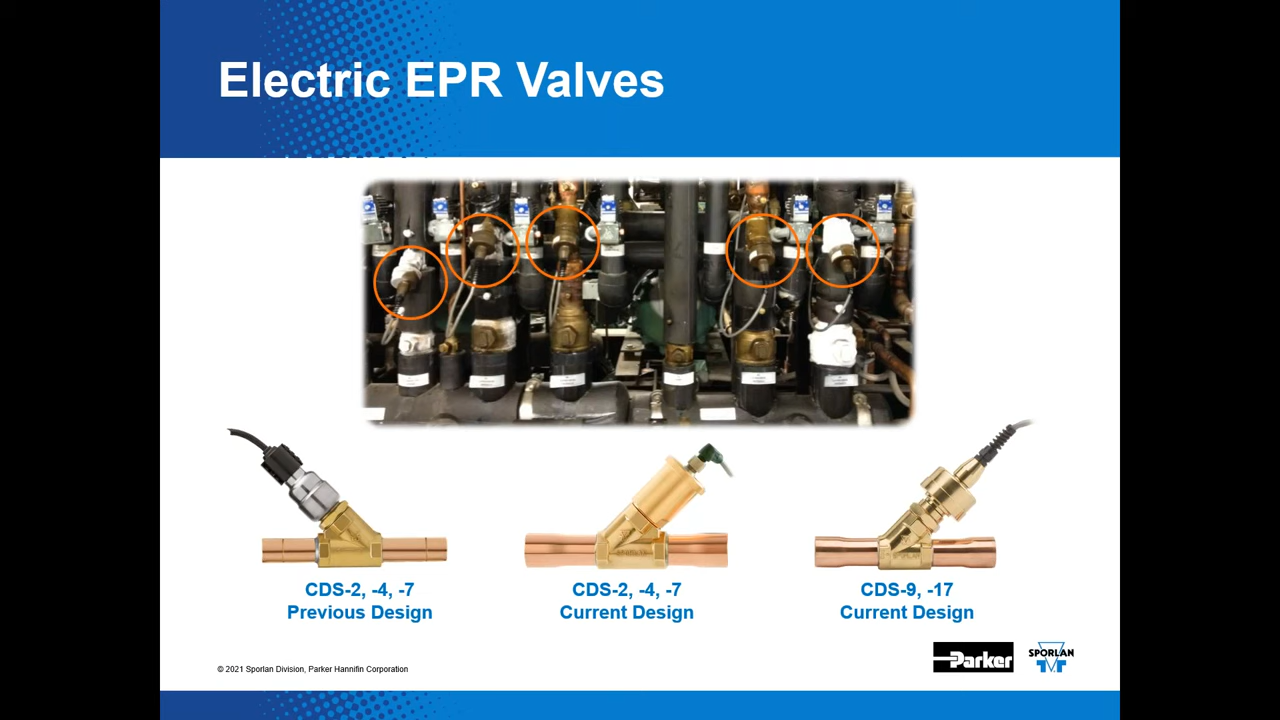 Electric EPR Valves
CDS-2, -4, -7
Previous Design
CDS-2, -4, -7
Current Design
CDS-9, -17
Current Design
© 2021 Sporlan Division, Parker Hannifin Corporation
Parker
SPORLAN